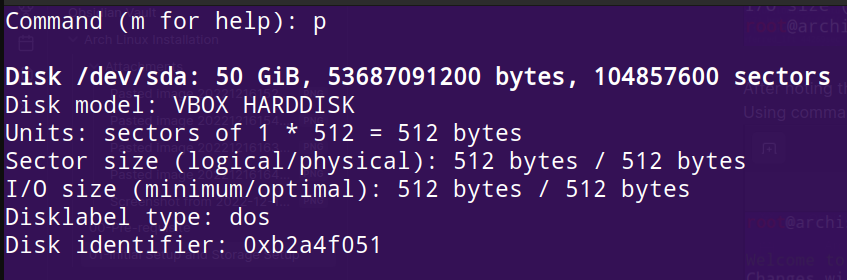 Command (m for help): p
Disk /dev/sda: 50 GiB, 53687091200 bytes, 104857600 sectors
Disk model: VBOX HARDDISK
Units: sectors of 1 * 512 = 512 bytes
Sector size (logical/physical): 512 bytes / 512 bytes
I/O size (minimum/optimal): 512 bytes / 512 bytes
Disklabel type: dos
Disk identifier: 0xb2a4f051